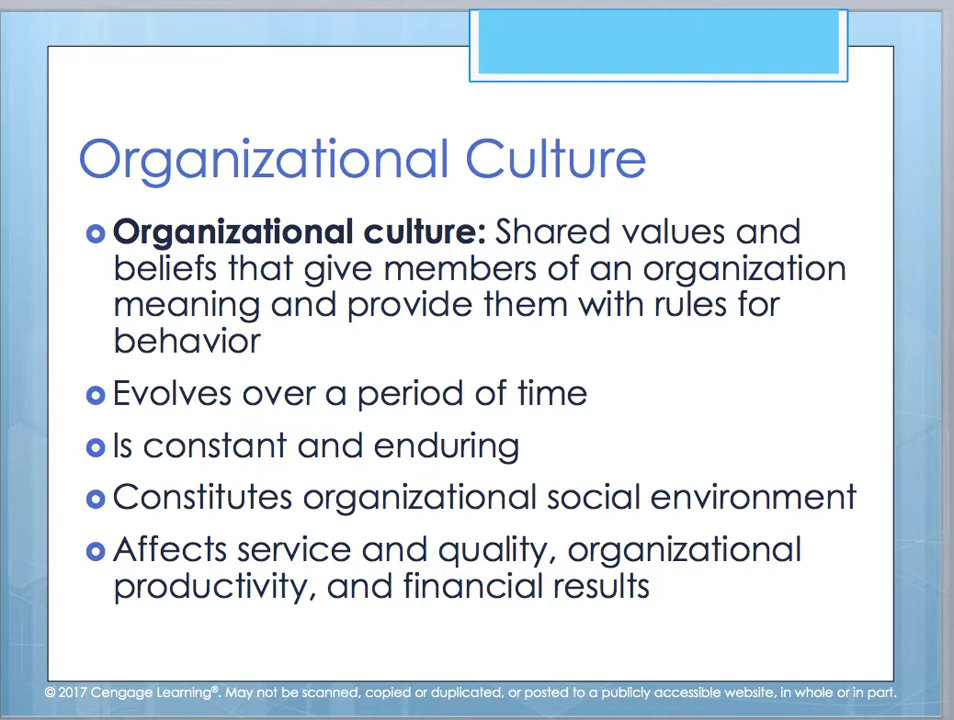 Organizational Culture
Organizational culture: Shared values and
beliefs that give members of an organization
meaning and provide them with rules for
behavior
Evolves over a period of time
Is constant and enduring
Constitutes organizational social environment
Affects service and quality, organizational
productivity, and financial results
© 2017 Cengage Learning®. May not be scanned, copied or duplicated, or posted to a publicly accessible website, in whole or in part.